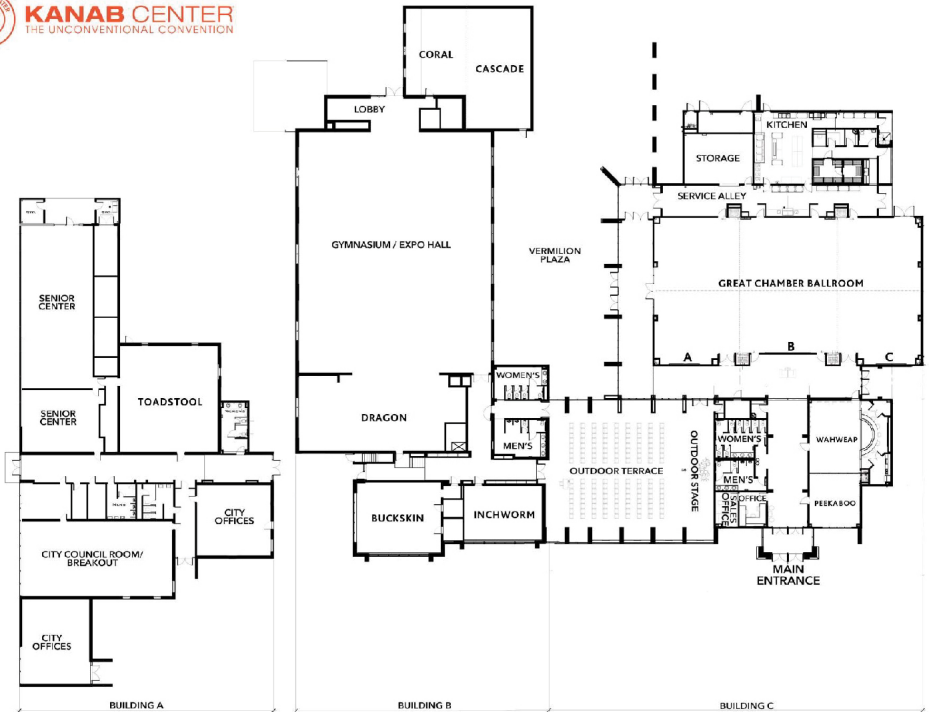 KANAB CENTER
THE UNCONVENTIONAL CONVENTION
CORAL
CASCADE
LOBBY
KITCHEN
STORAGE
SERVICE ALLEY
GYMNASIUM / EXPO HALL
VERMILION
PLAZA
GREAT CHAMBER BALLROOM
SENIOR
CENTER
A
B
C
WOMEN'S
TOADSTOOL
SENIOR
CENTER
DRAGON
MEN'S
OUTDOOR TERRACE
OUTDOOR STAGE
WOMEN'S
MEN'S
WAHWEAP
OFFICE
SALES
OFFICE
PEEKABOO
BUCKSKIN
INCHWORM
CITY
OFFICES
CITY COUNCIL ROOM/
BREAKOUT
MAIN
ENTRANCE
CITY
OFFICES
BUILDING A
BUILDING B
BUILDING C